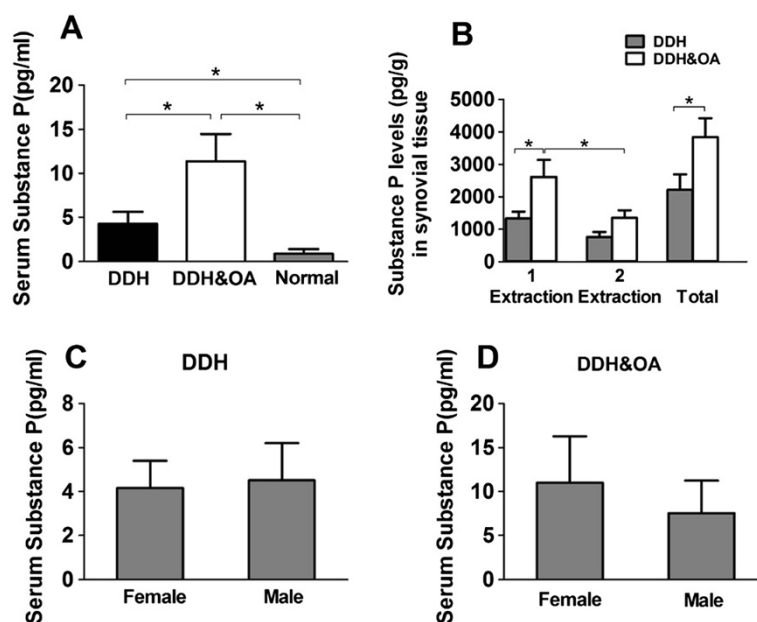 A
Serum Substance P(pg/ml)
20
15
10
5
0
*
*
*
DDH
DDH&OA
Normal
B
DDH
DDH&OA
Substance P levels (pg/g)
in synovial tissue
5000
4000
3000
2000
1000
0
*
*
*
1
Extraction
2
Extraction
Total
C
DDH
Serum Substance P(pg/ml)
8
6
4
2
0
Female
Male
D
DDH&OA
Serum Substance P(pg/ml)
20
15
10
5
0
Female
Male